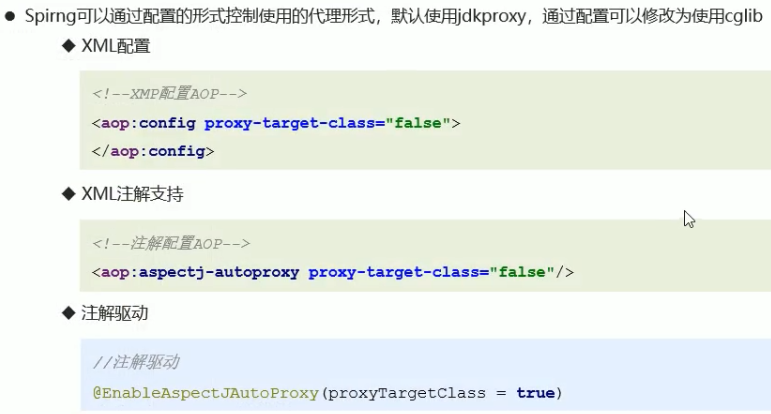 ● Spirng可以通过配置的形式控制使用的代理形式，默认使用jdkproxy，通过配置可以修改为使用cglib
◆ XML配置
<!--XMP配置AOP-->
<aop:config proxy-target-class="false">
</aop:config>
◆ XML注解支持
<!--注解配置AOP-->
<aop:aspectj-autoproxy proxy-target-class="false"/>
◆ 注解驱动
//注解驱动
@EnableAspectJAutoProxy(proxyTargetClass = true)